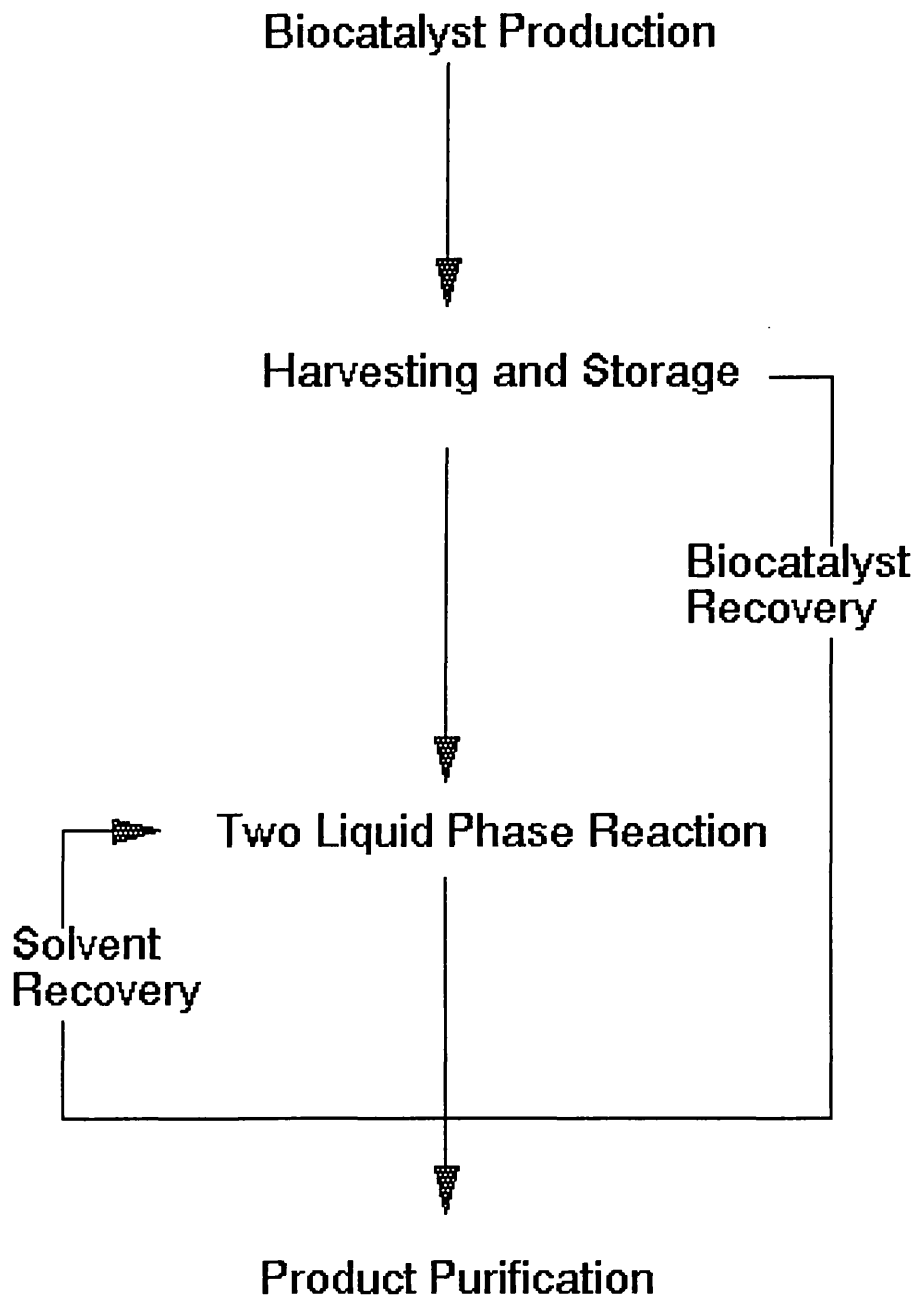 Biocatalyst Production
Harvesting and Storage
Biocatalyst
Recovery
Two Liquid Phase Reaction
Solvent
Recovery
Product Purification